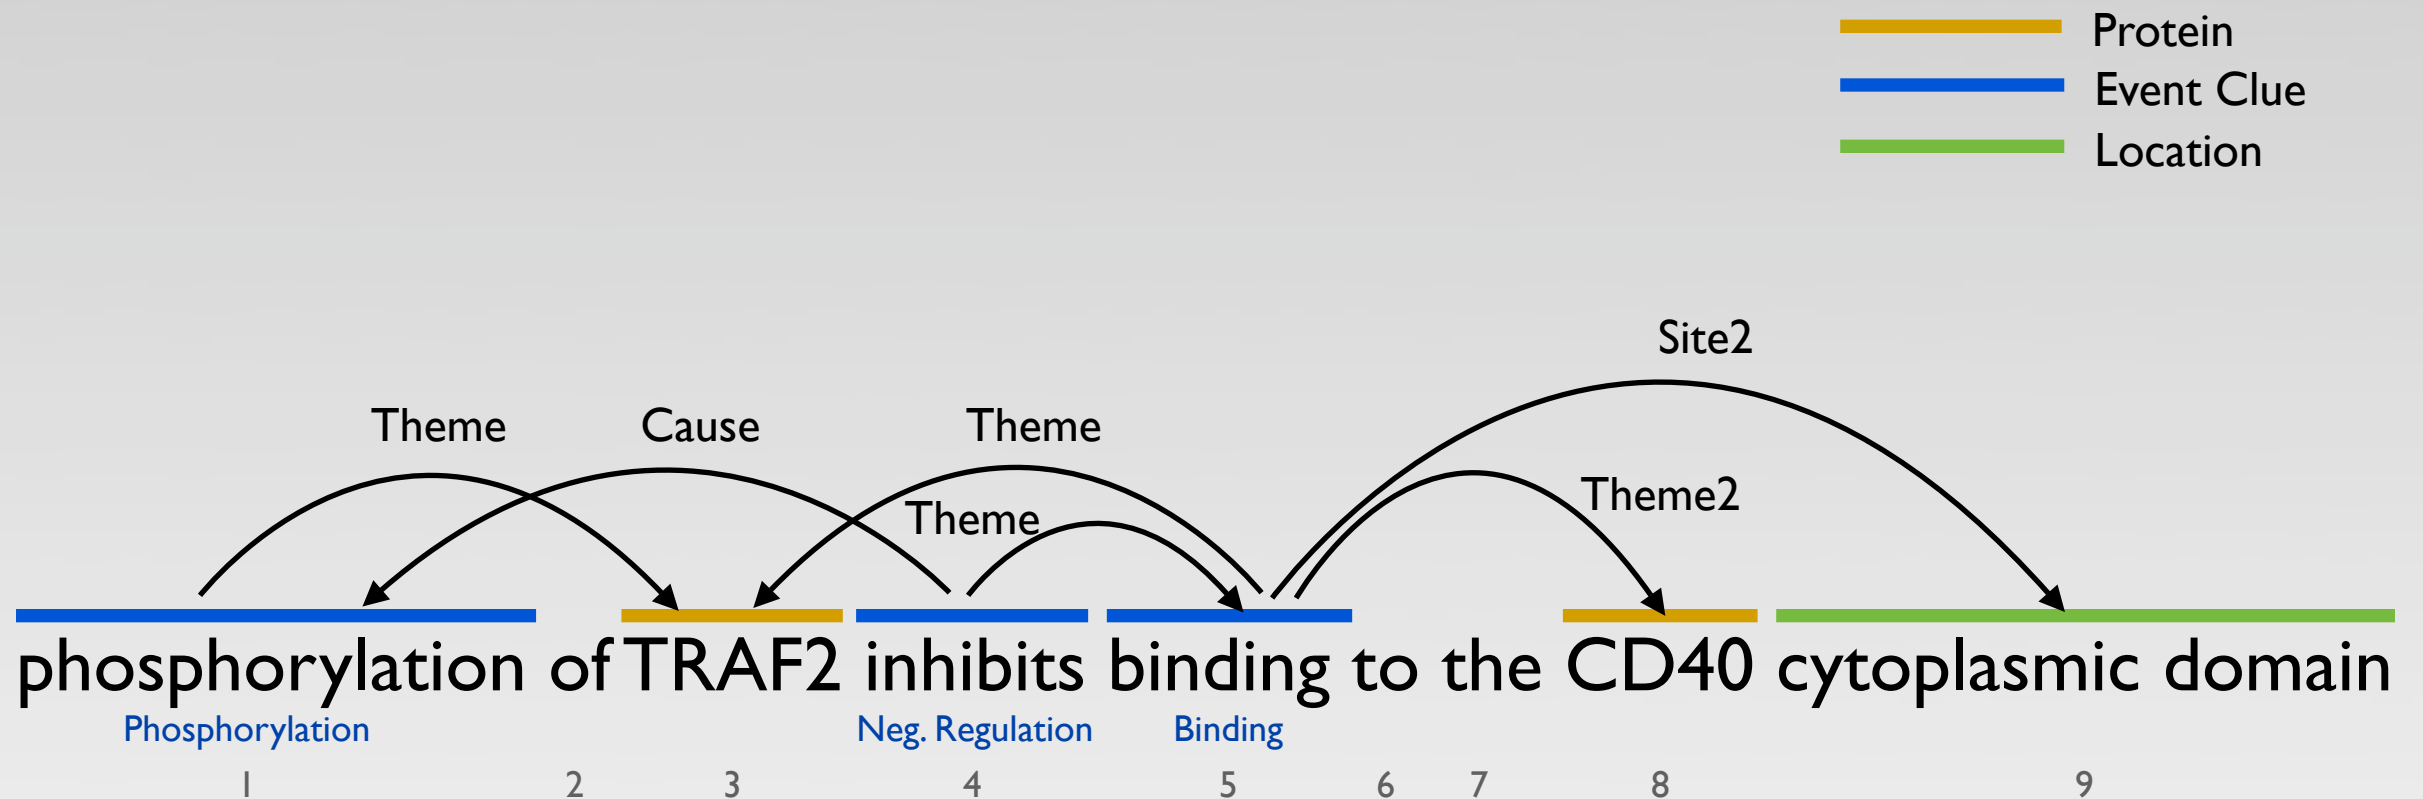 Protein
Event Clue
Location
Site2
Theme Cause Theme
Theme2
Theme
phosphorylation of TRAF2 inhibits binding to the CD40 cytoplasmic domain
Phosphorylation Neg. Regulation Binding
1 2 3 4 5 6 7 8 9